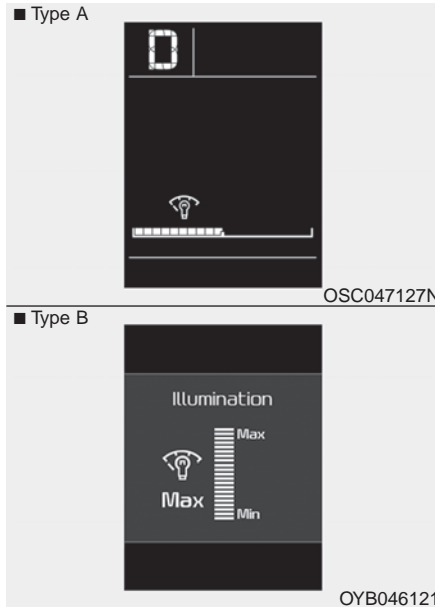 ■ Type A
D
OSC047127N
■ Type B
Illumination
Max
Max
Min
OYB046121